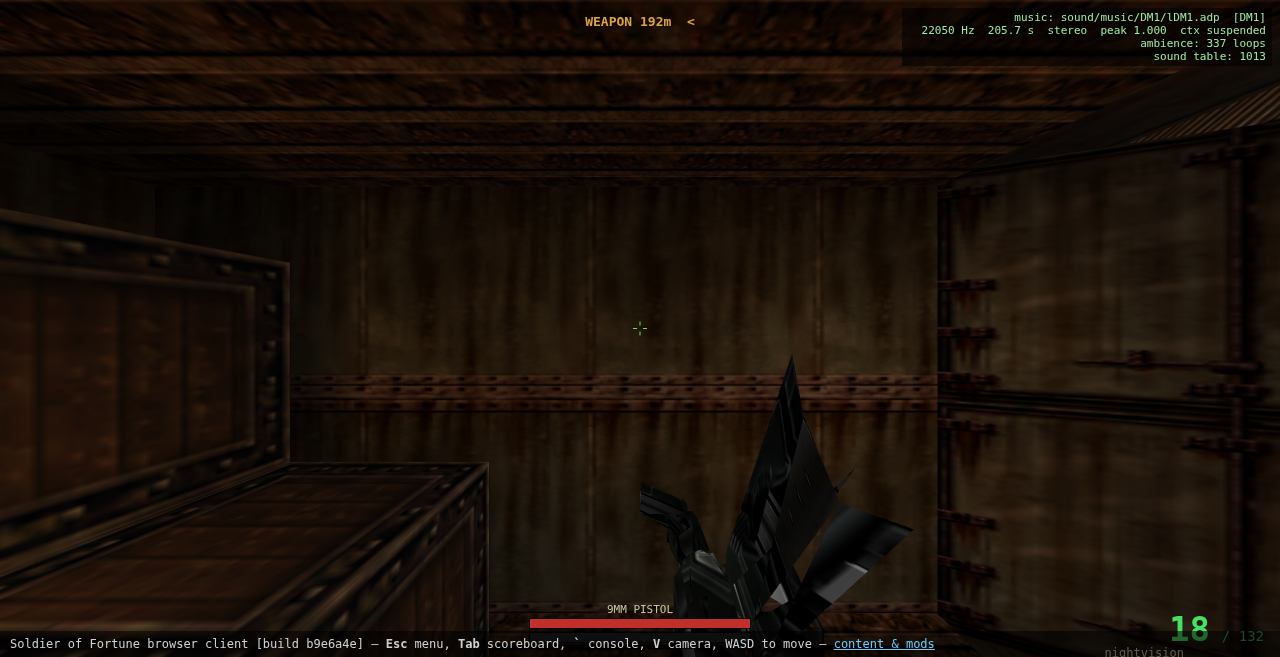 WEAPON 192m  <
music: sound/music/DM1/lDM1.adp  [DM1]
22050 Hz  205.7 s  stereo  peak 1.000  ctx suspended
ambience: 337 loops
sound table: 1013
9MM PISTOL
18 / 132
Soldier of Fortune browser client [build b9e6a4e] — Esc menu, Tab scoreboard, ` console, V camera, WASD to move — content & mods
nightvision